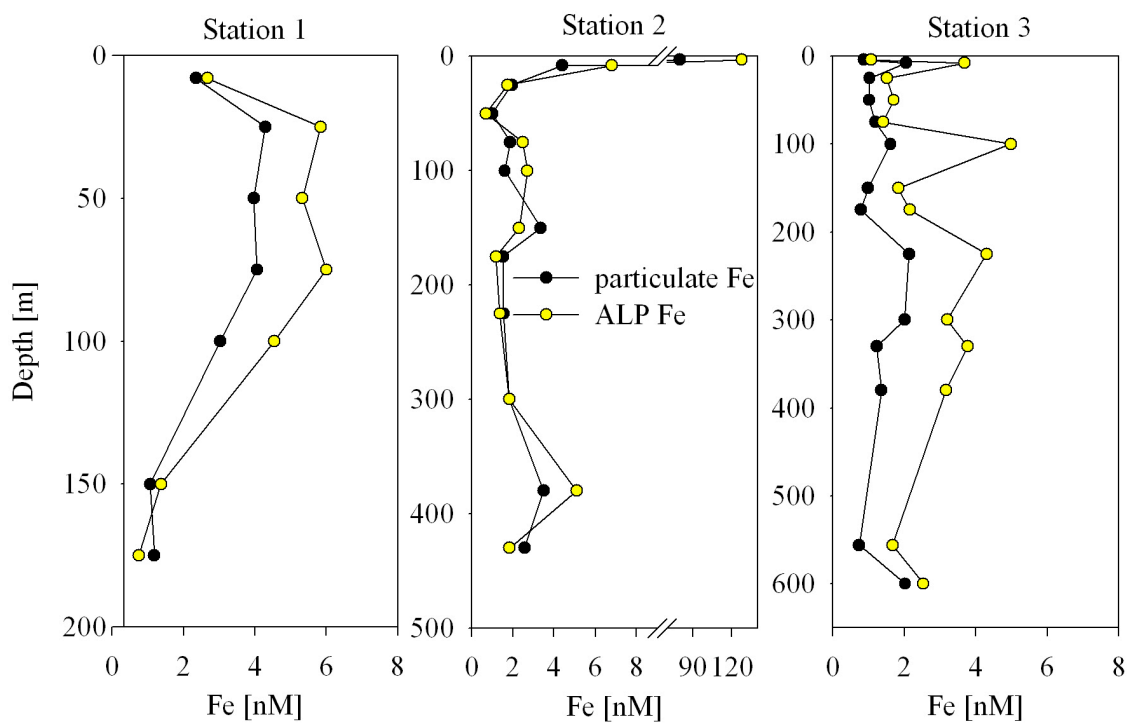 Station 1
Station 2
Station 3
0
50
100
150
200
Depth [m]
0 2 4 6 8
Fe [nM]
0
100
200
300
400
500
particulate Fe
ALP Fe
0 2 4 6 8 90 120
Fe [nM]
0
100
200
300
400
500
600
0 2 4 6 8
Fe [nM]